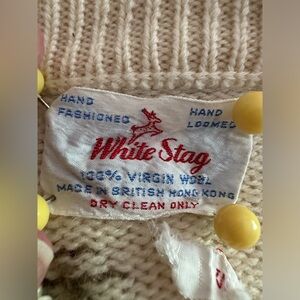 HAND FASHIONED
HAND LOOMED
White Stag
100% VIRGIN WOOL
MADE IN BRITISH HONG KONG
DRY CLEAN ONLY